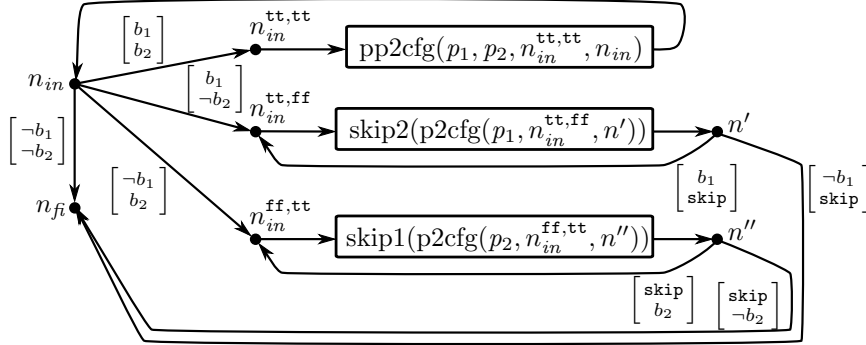 [b₁ b₂]
n_in^{tt,tt}
pp2cfg(p₁, p₂, n_in^{tt,tt}, n_in)
n_in
[b₁ ¬b₂]
n_in^{tt,ff}
skip2(p2cfg(p₁, n_in^{tt,ff}, n′))
n′
[¬b₁ ¬b₂]
[¬b₁ b₂]
[b₁ skip]
[¬b₁ skip]
n_fi
n_in^{ff,tt}
skip1(p2cfg(p₂, n_in^{ff,tt}, n″))
n″
[skip b₂]
[skip ¬b₂]